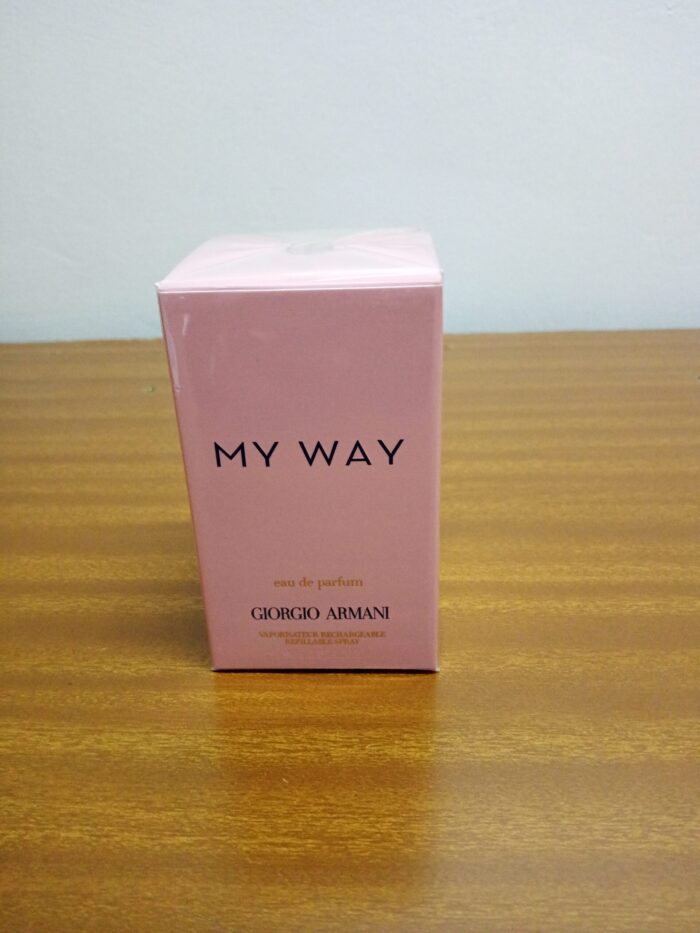 MY WAY
eau de parfum
GIORGIO ARMANI
VAPORISATEUR RECHARGEABLE
REFILLABLE SPRAY